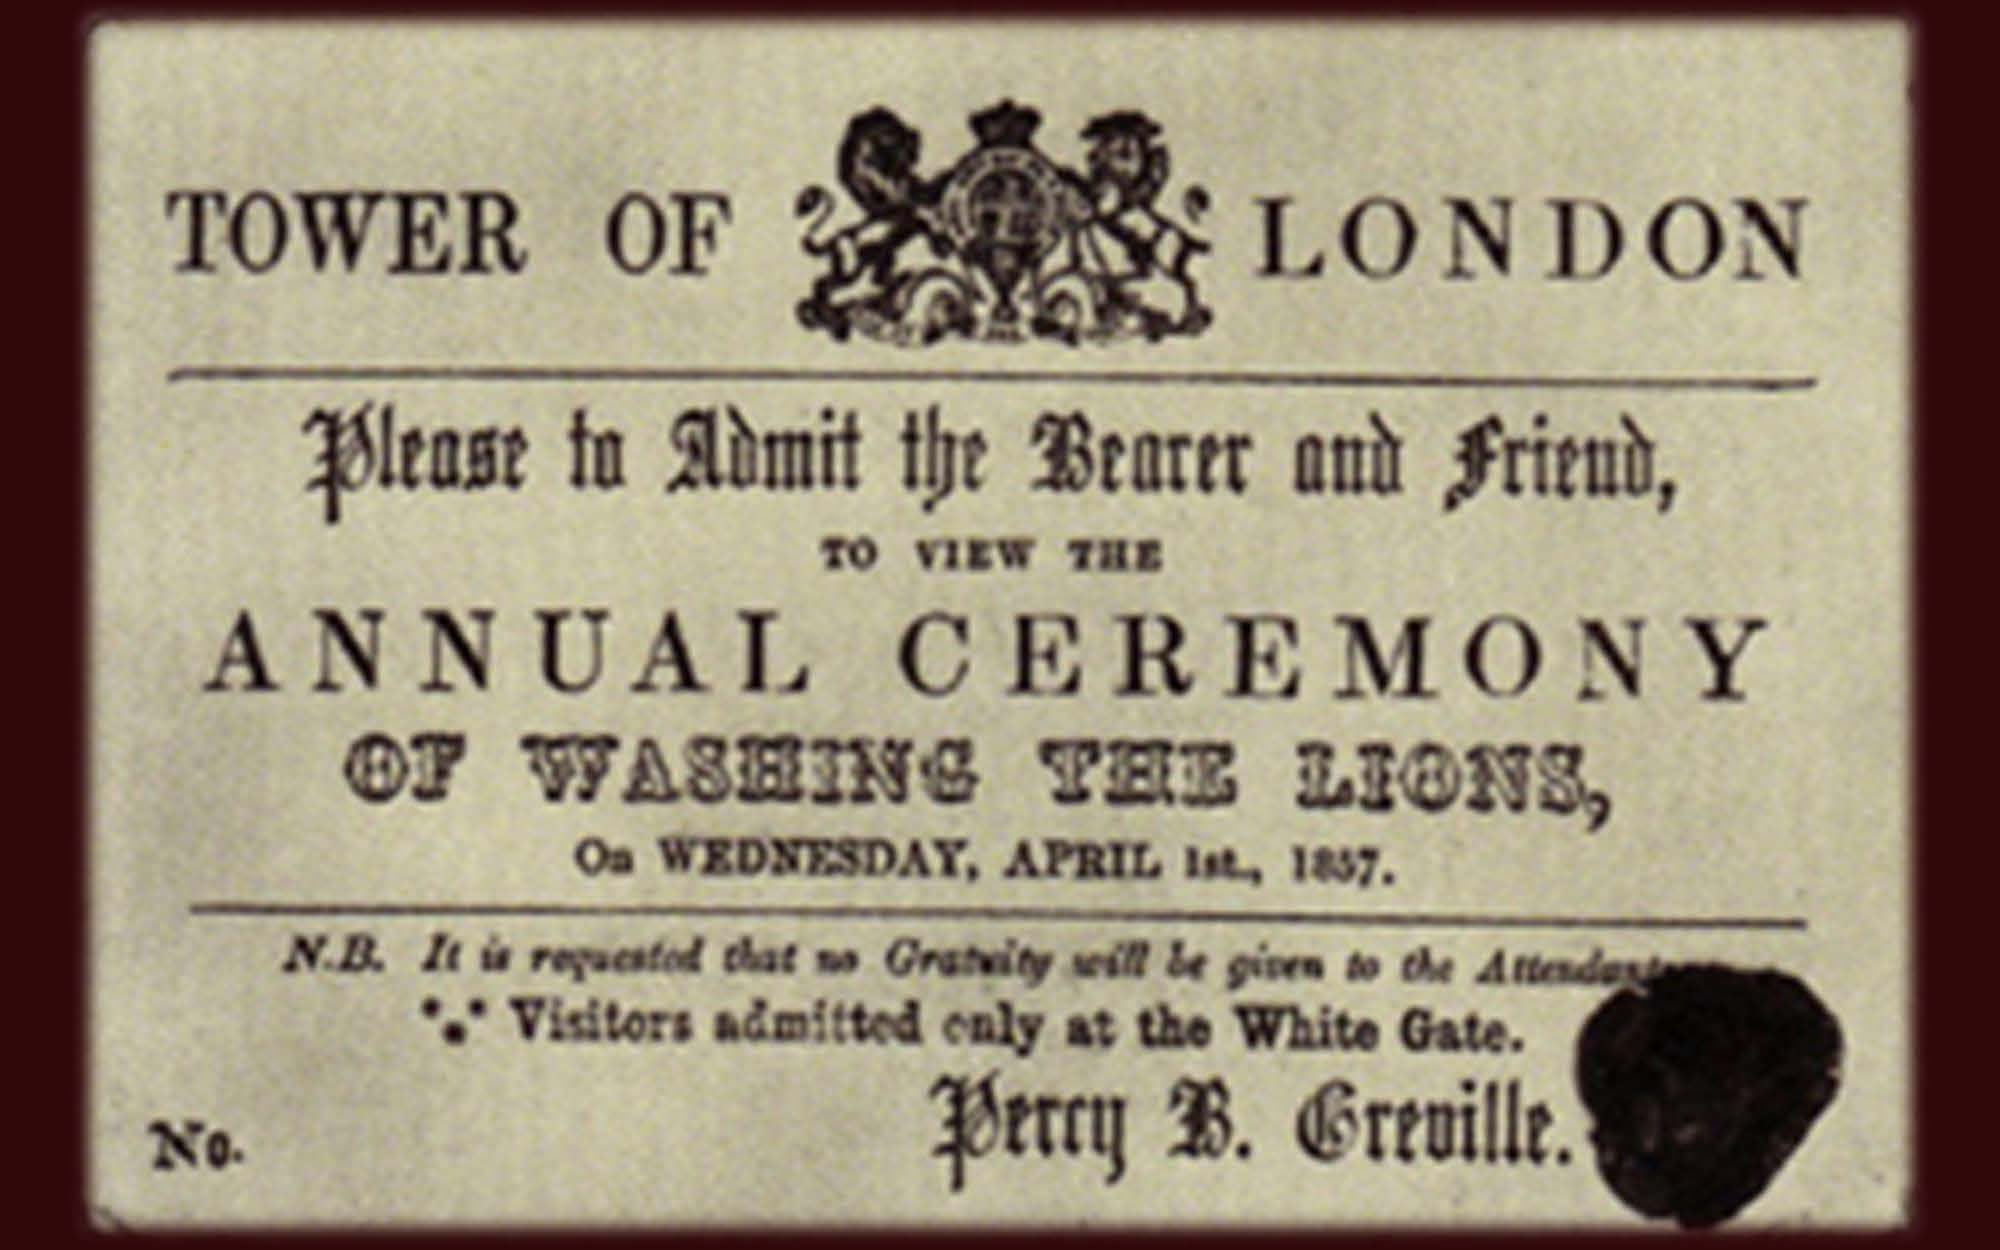 TOWER OF LONDON
Please to Admit the Bearer and Friend,
TO VIEW THE
ANNUAL CEREMONY
OF WASHING THE LIONS,
On WEDNESDAY, APRIL 1st., 1857.
N.B. It is requested that no Gratuity will be given to the Attendants
Visitors admitted only at the White Gate.
Percy B. Greville.
No.